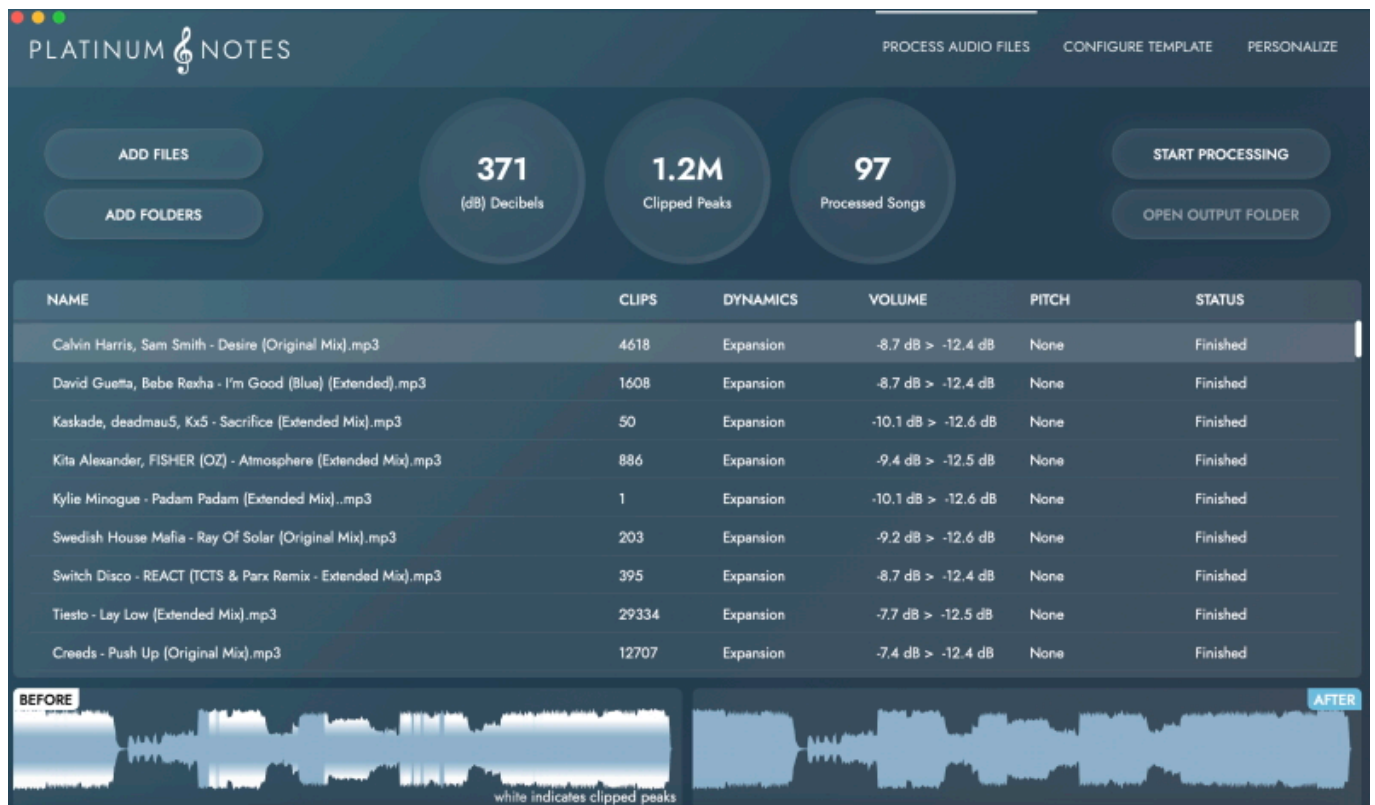 PLATINUM NOTES
PROCESS AUDIO FILES CONFIGURE TEMPLATE PERSONALIZE
ADD FILES
ADD FOLDERS
371
(dB) Decibels
1.2M
Clipped Peaks
97
Processed Songs
START PROCESSING
OPEN OUTPUT FOLDER
NAME CLIPS DYNAMICS VOLUME PITCH STATUS
Calvin Harris, Sam Smith - Desire (Original Mix).mp3 4618 Expansion -8.7 dB > -12.4 dB None Finished
David Guetta, Bebe Rexha - I'm Good (Blue) (Extended).mp3 1608 Expansion -8.7 dB > -12.4 dB None Finished
Kaskade, deadmau5, Kx5 - Sacrifice (Extended Mix).mp3 50 Expansion -10.1 dB > -12.6 dB None Finished
Kita Alexander, FISHER (OZ) - Atmosphere (Extended Mix).mp3 886 Expansion -9.4 dB > -12.5 dB None Finished
Kylie Minogue - Padam Padam (Extended Mix)..mp3 1 Expansion -10.1 dB > -12.6 dB None Finished
Swedish House Mafia - Ray Of Solar (Original Mix).mp3 203 Expansion -9.2 dB > -12.6 dB None Finished
Switch Disco - REACT (TCTS & Parx Remix - Extended Mix).mp3 395 Expansion -8.7 dB > -12.4 dB None Finished
Tiesto - Lay Low (Extended Mix).mp3 29334 Expansion -7.7 dB > -12.5 dB None Finished
Creeds - Push Up (Original Mix).mp3 12707 Expansion -7.4 dB > -12.4 dB None Finished
BEFORE
AFTER
white indicates clipped peaks